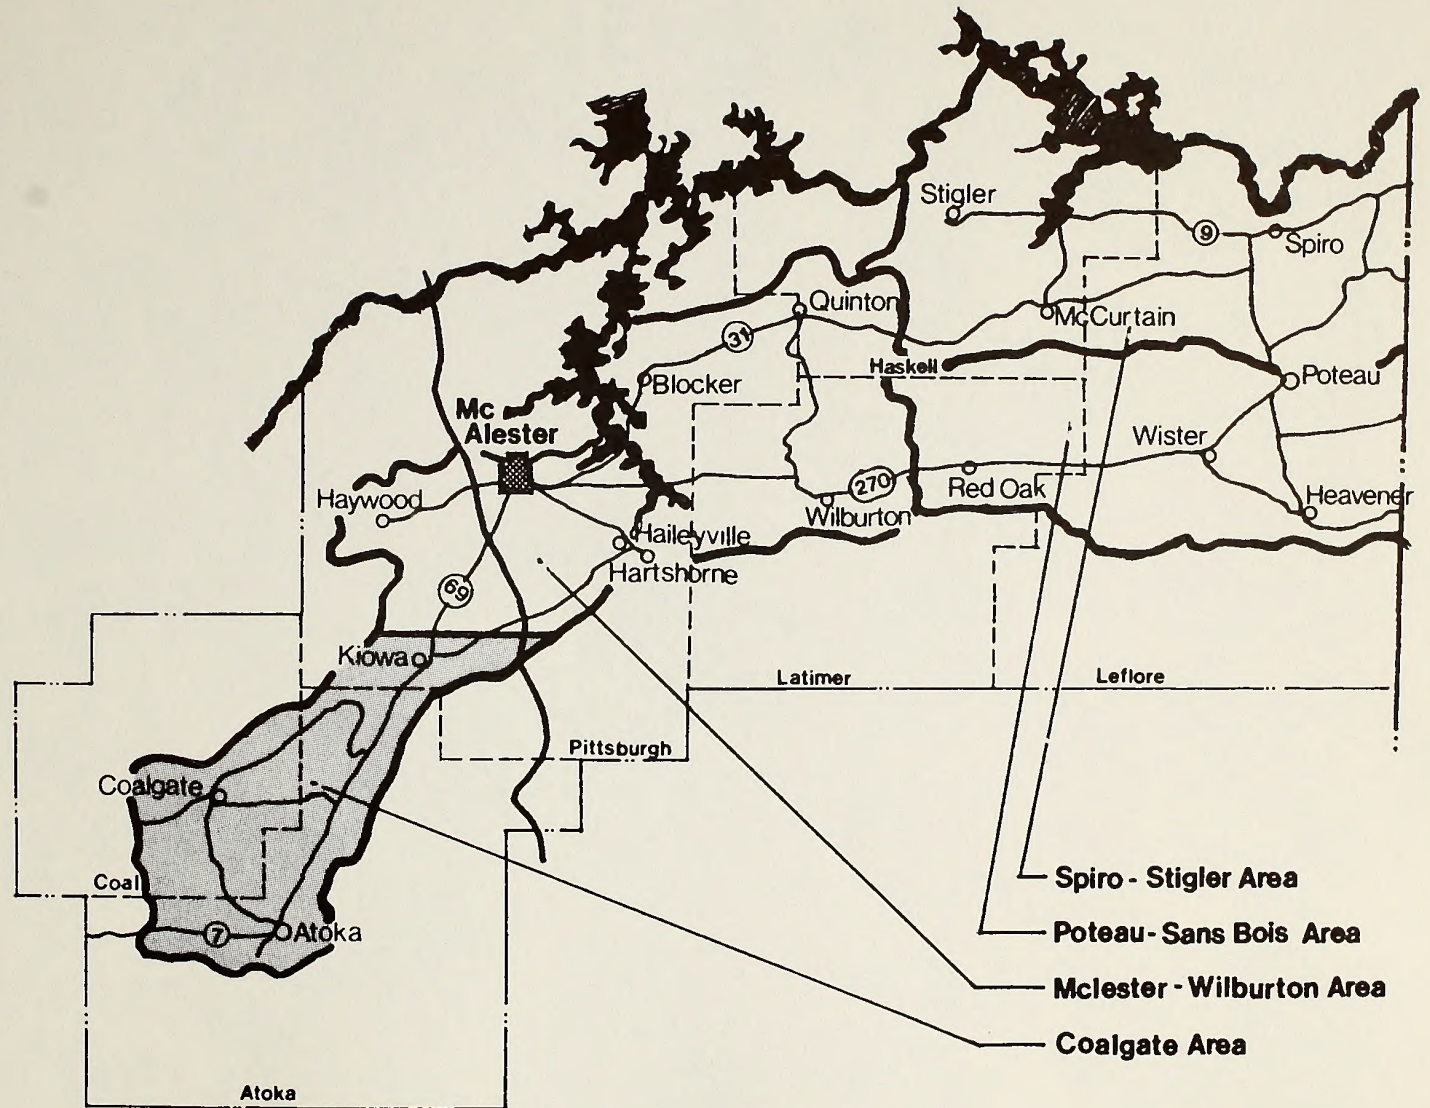 Stigler
9
Spiro
Quinton
McCurtain
31
Haskell
Blocker
Poteau
Mc
Alester
Wister
270
Red Oak
Haywood
Wilburton
Heavener
Haileyville
Hartshorne
69
Kiowa
Latimer
Leflore
Pittsburgh
Coalgate
Coal
7
Atoka
Spiro - Stigler Area
Poteau - Sans Bois Area
Mclester - Wilburton Area
Coalgate Area
Atoka